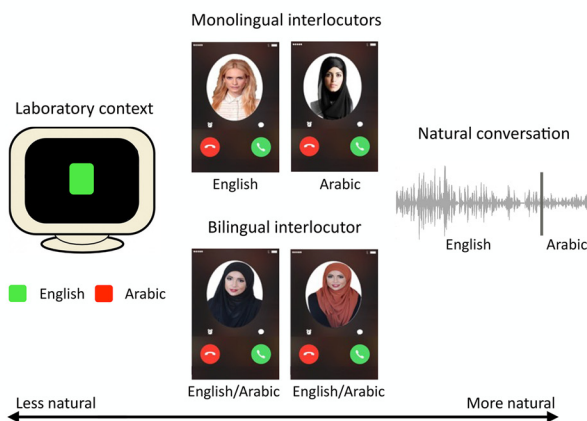 Monolingual interlocutors
Laboratory context
English
Arabic
Natural conversation
English
Arabic
Bilingual interlocutor
English
Arabic
English/Arabic
English/Arabic
Less natural
More natural